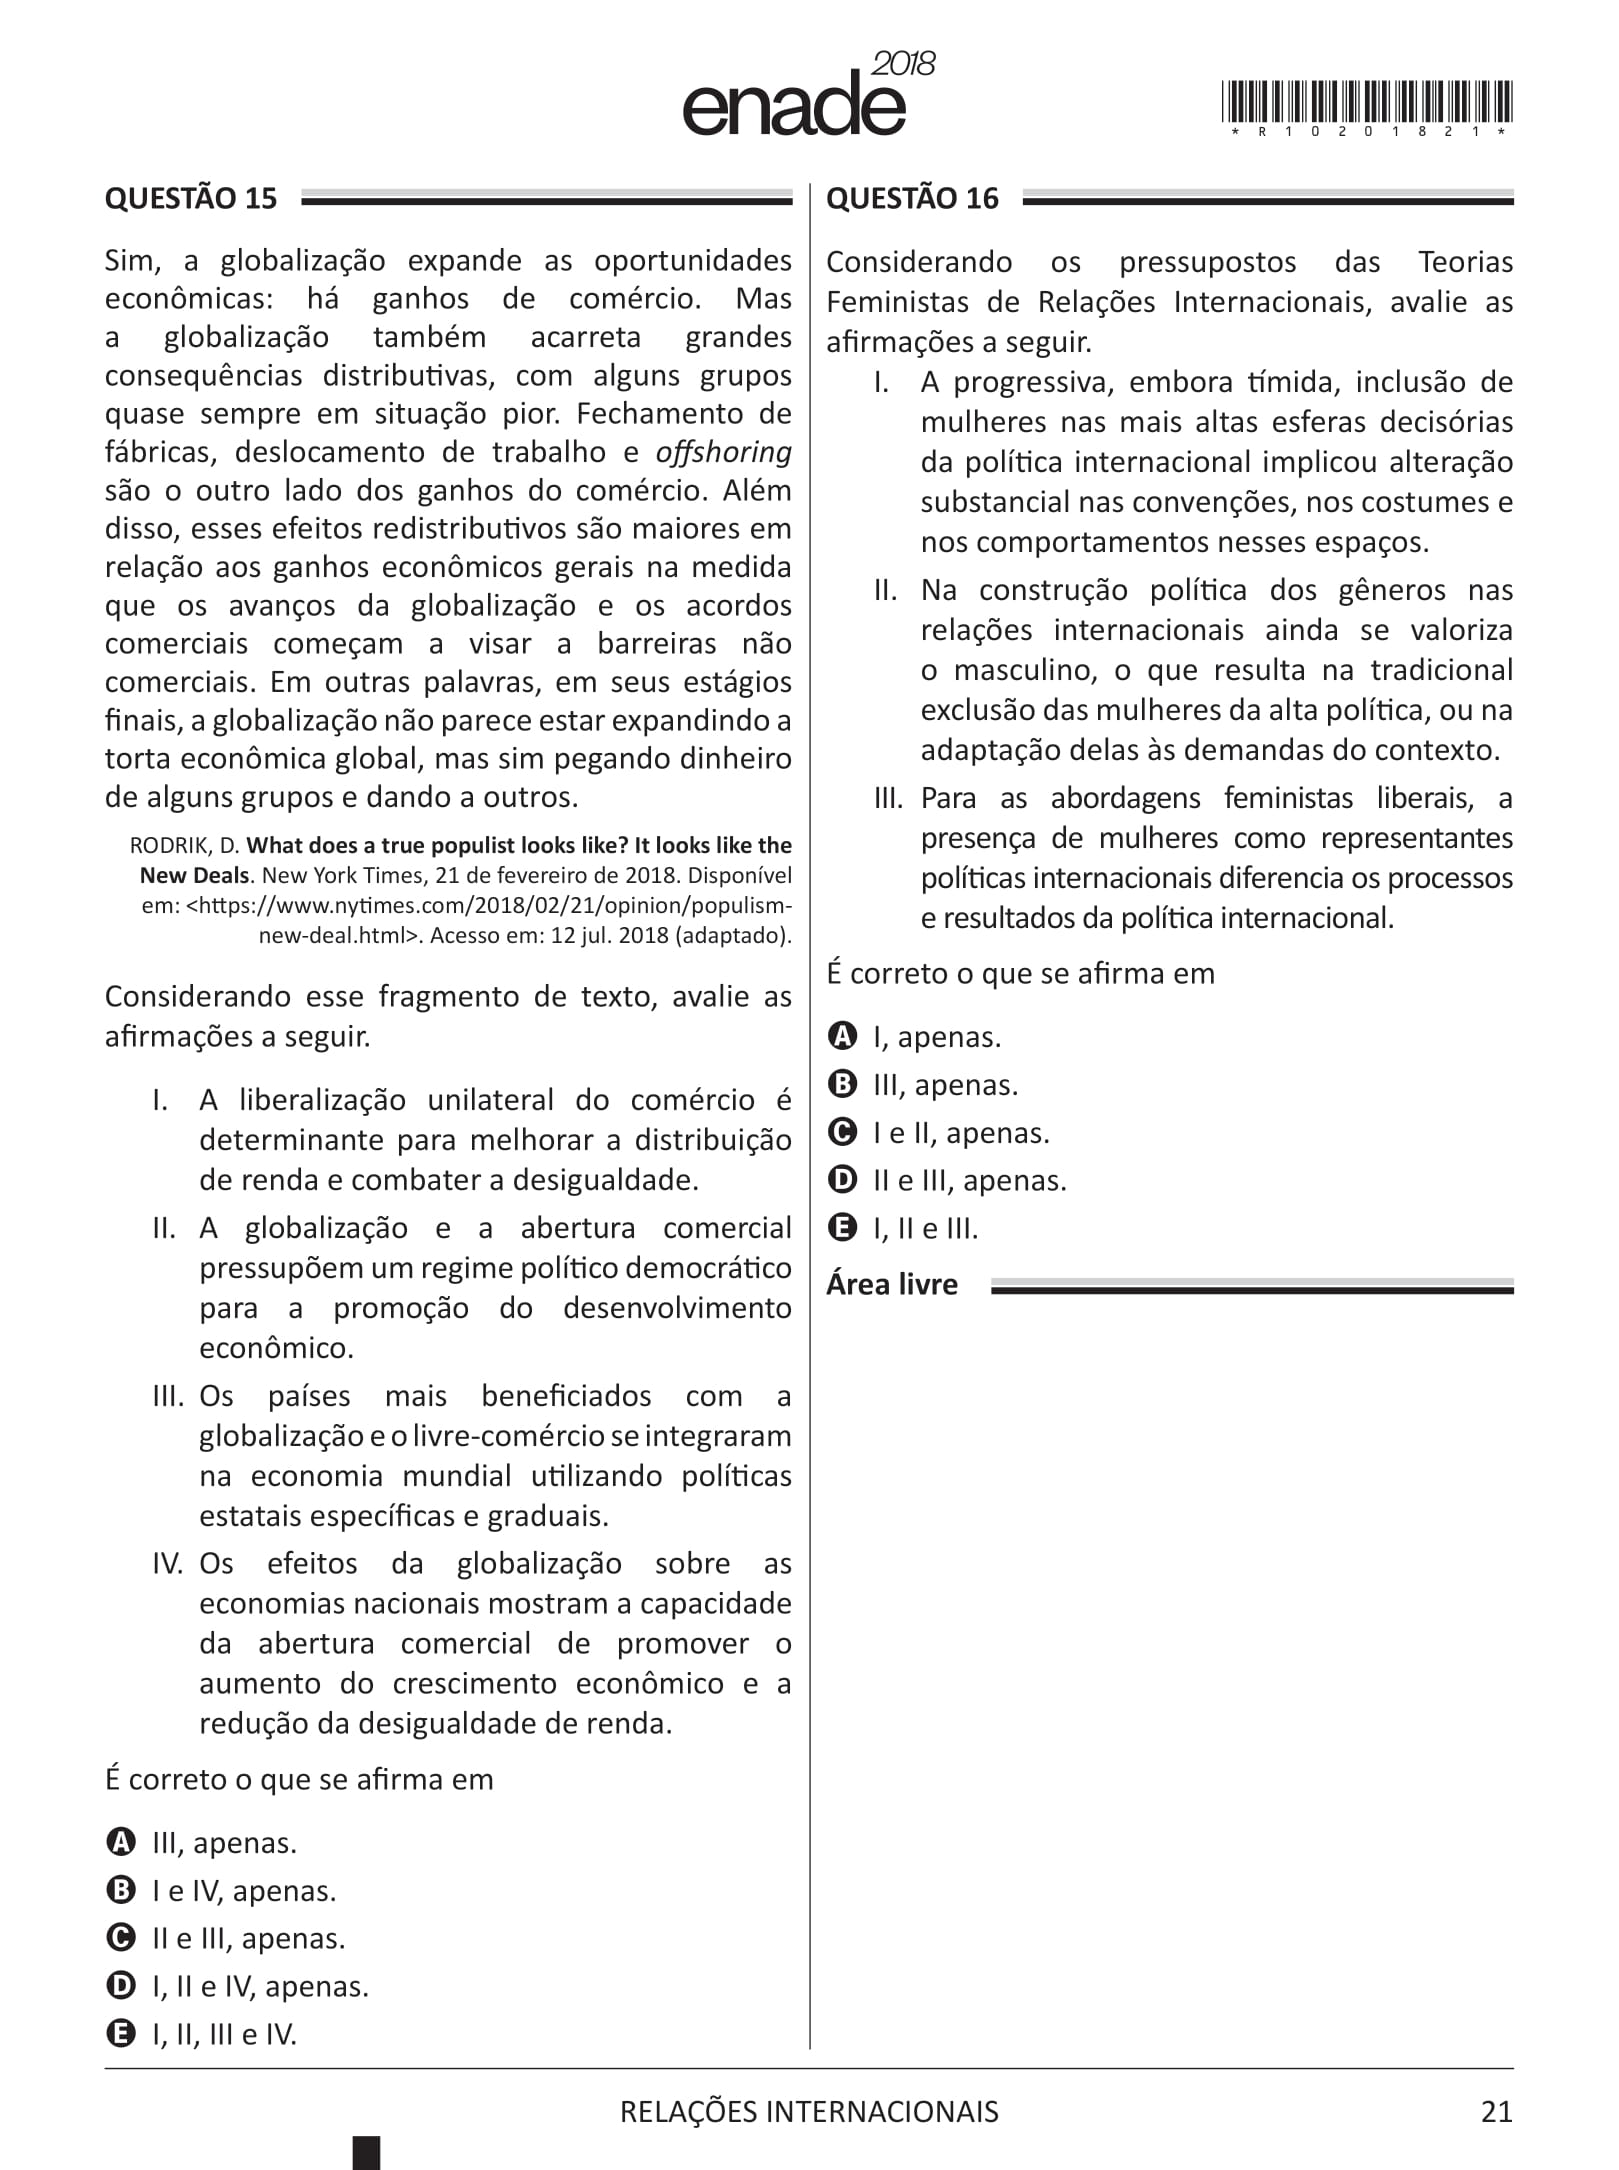 enade 2018
*R10201821*
QUESTÃO 15
Sim, a globalização expande as oportunidades
econômicas: há ganhos de comércio. Mas
a globalização também acarreta grandes
consequências distributivas, com alguns grupos
quase sempre em situação pior. Fechamento de
fábricas, deslocamento de trabalho e offshoring
são o outro lado dos ganhos do comércio. Além
disso, esses efeitos redistributivos são maiores em
relação aos ganhos econômicos gerais na medida
que os avanços da globalização e os acordos
comerciais começam a visar a barreiras não
comerciais. Em outras palavras, em seus estágios
finais, a globalização não parece estar expandindo a
torta econômica global, mas sim pegando dinheiro
de alguns grupos e dando a outros.
RODRIK, D. What does a true populist looks like? It looks like the
New Deals. New York Times, 21 de fevereiro de 2018. Disponível
em: <https://www.nytimes.com/2018/02/21/opinion/populism-
new-deal.html>. Acesso em: 12 jul. 2018 (adaptado).
Considerando esse fragmento de texto, avalie as
afirmações a seguir.
I. A liberalização unilateral do comércio é
determinante para melhorar a distribuição
de renda e combater a desigualdade.
II. A globalização e a abertura comercial
pressupõem um regime político democrático
para a promoção do desenvolvimento
econômico.
III. Os países mais beneficiados com a
globalização e o livre-comércio se integraram
na economia mundial utilizando políticas
estatais específicas e graduais.
IV. Os efeitos da globalização sobre as
economias nacionais mostram a capacidade
da abertura comercial de promover o
aumento do crescimento econômico e a
redução da desigualdade de renda.
É correto o que se afirma em
A III, apenas.
B I e IV, apenas.
C II e III, apenas.
D I, II e IV, apenas.
E I, II, III e IV.
QUESTÃO 16
Considerando os pressupostos das Teorias
Feministas de Relações Internacionais, avalie as
afirmações a seguir.
I. A progressiva, embora tímida, inclusão de
mulheres nas mais altas esferas decisórias
da política internacional implicou alteração
substancial nas convenções, nos costumes e
nos comportamentos nesses espaços.
II. Na construção política dos gêneros nas
relações internacionais ainda se valoriza
o masculino, o que resulta na tradicional
exclusão das mulheres da alta política, ou na
adaptação delas às demandas do contexto.
III. Para as abordagens feministas liberais, a
presença de mulheres como representantes
políticas internacionais diferencia os processos
e resultados da política internacional.
É correto o que se afirma em
A I, apenas.
B III, apenas.
C I e II, apenas.
D II e III, apenas.
E I, II e III.
Área livre
RELAÇÕES INTERNACIONAIS
21